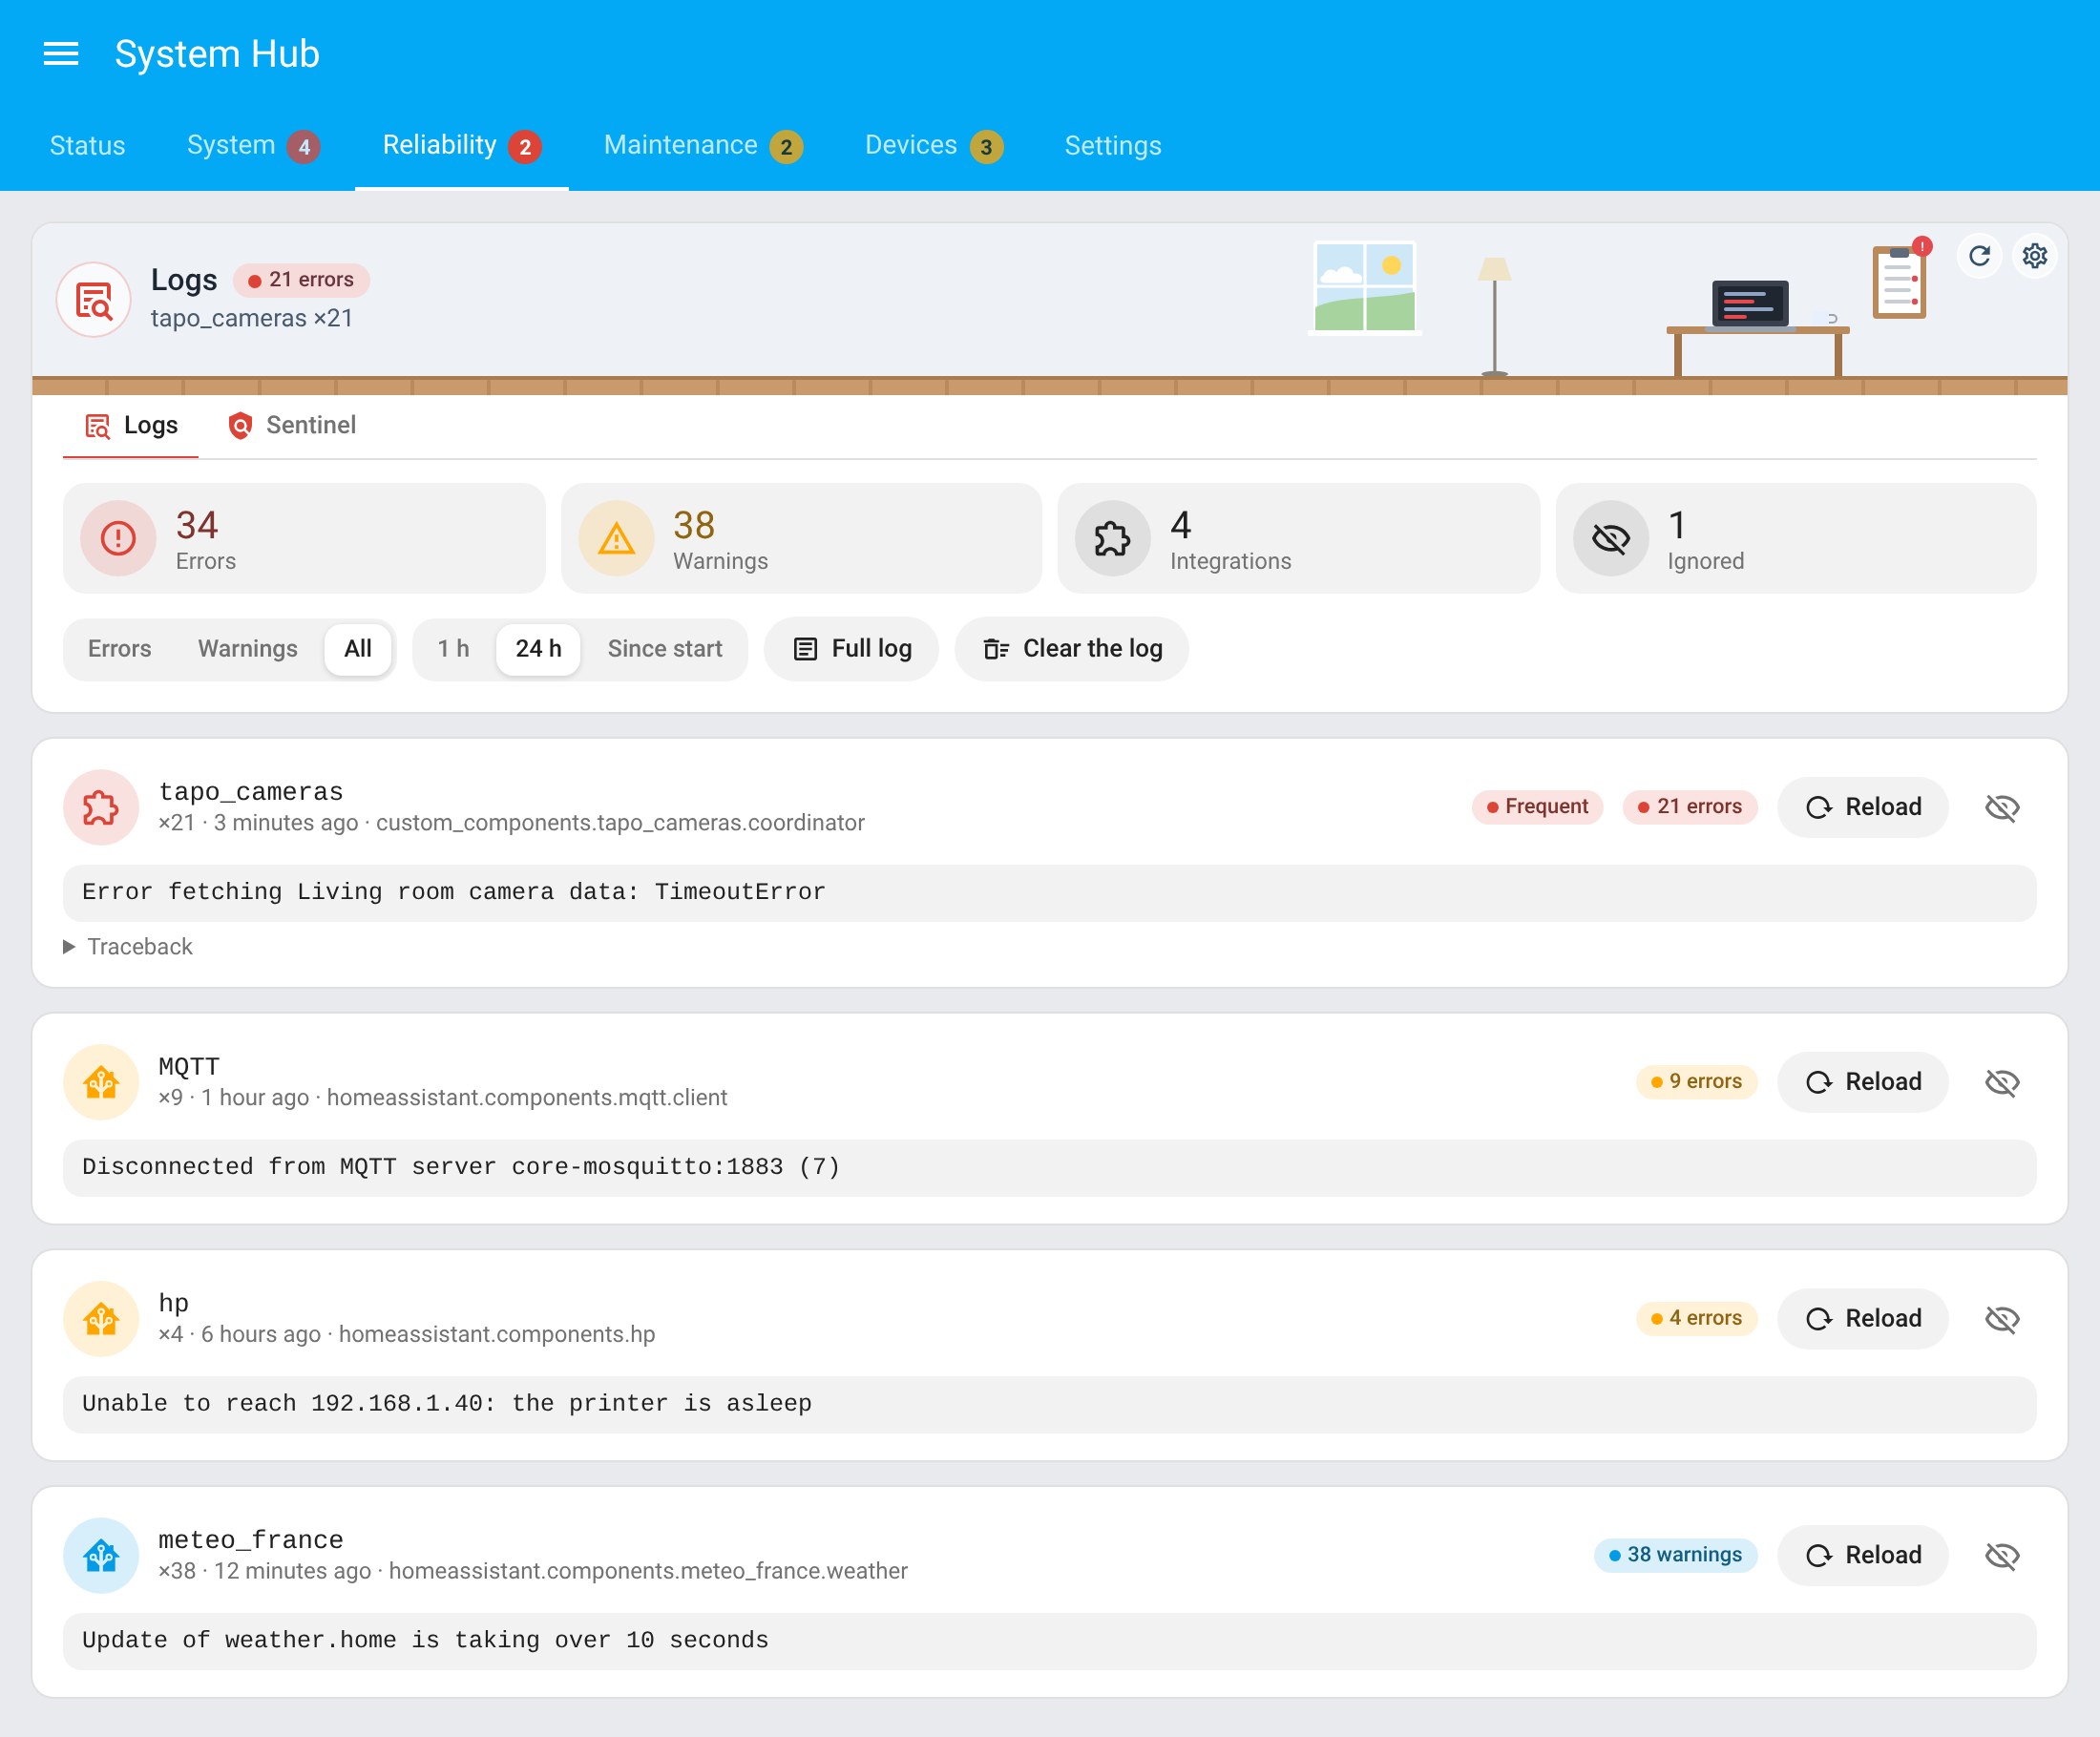 System Hub
Status
System 4
Reliability 2
Maintenance 2
Devices 3
Settings
Logs
21 errors
tapo_cameras ×21
!
Logs
Sentinel
34
Errors
38
Warnings
4
Integrations
1
Ignored
Errors
Warnings
All
1 h
24 h
Since start
Full log
Clear the log
tapo_cameras
×21 · 3 minutes ago · custom_components.tapo_cameras.coordinator
Frequent
21 errors
Reload
Error fetching Living room camera data: TimeoutError
Traceback
MQTT
×9 · 1 hour ago · homeassistant.components.mqtt.client
9 errors
Reload
Disconnected from MQTT server core-mosquitto:1883 (7)
hp
×4 · 6 hours ago · homeassistant.components.hp
4 errors
Reload
Unable to reach 192.168.1.40: the printer is asleep
meteo_france
×38 · 12 minutes ago · homeassistant.components.meteo_france.weather
38 warnings
Reload
Update of weather.home is taking over 10 seconds